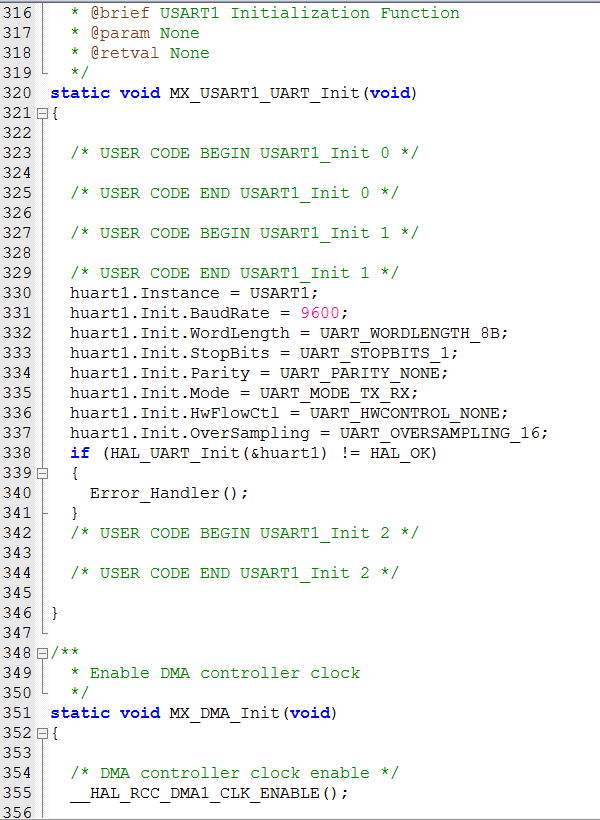 316    * @brief USART1 Initialization Function
317    * @param None
318    * @retval None
319    */
320  static void MX_USART1_UART_Init(void)
321  {
322
323    /* USER CODE BEGIN USART1_Init 0 */
324
325    /* USER CODE END USART1_Init 0 */
326
327    /* USER CODE BEGIN USART1_Init 1 */
328
329    /* USER CODE END USART1_Init 1 */
330    huart1.Instance = USART1;
331    huart1.Init.BaudRate = 9600;
332    huart1.Init.WordLength = UART_WORDLENGTH_8B;
333    huart1.Init.StopBits = UART_STOPBITS_1;
334    huart1.Init.Parity = UART_PARITY_NONE;
335    huart1.Init.Mode = UART_MODE_TX_RX;
336    huart1.Init.HwFlowCtl = UART_HWCONTROL_NONE;
337    huart1.Init.OverSampling = UART_OVERSAMPLING_16;
338    if (HAL_UART_Init(&huart1) != HAL_OK)
339    {
340      Error_Handler();
341    }
342    /* USER CODE BEGIN USART1_Init 2 */
343
344    /* USER CODE END USART1_Init 2 */
345
346  }
347
348  /**
349    * Enable DMA controller clock
350    */
351  static void MX_DMA_Init(void)
352  {
353
354    /* DMA controller clock enable */
355    __HAL_RCC_DMA1_CLK_ENABLE();
356